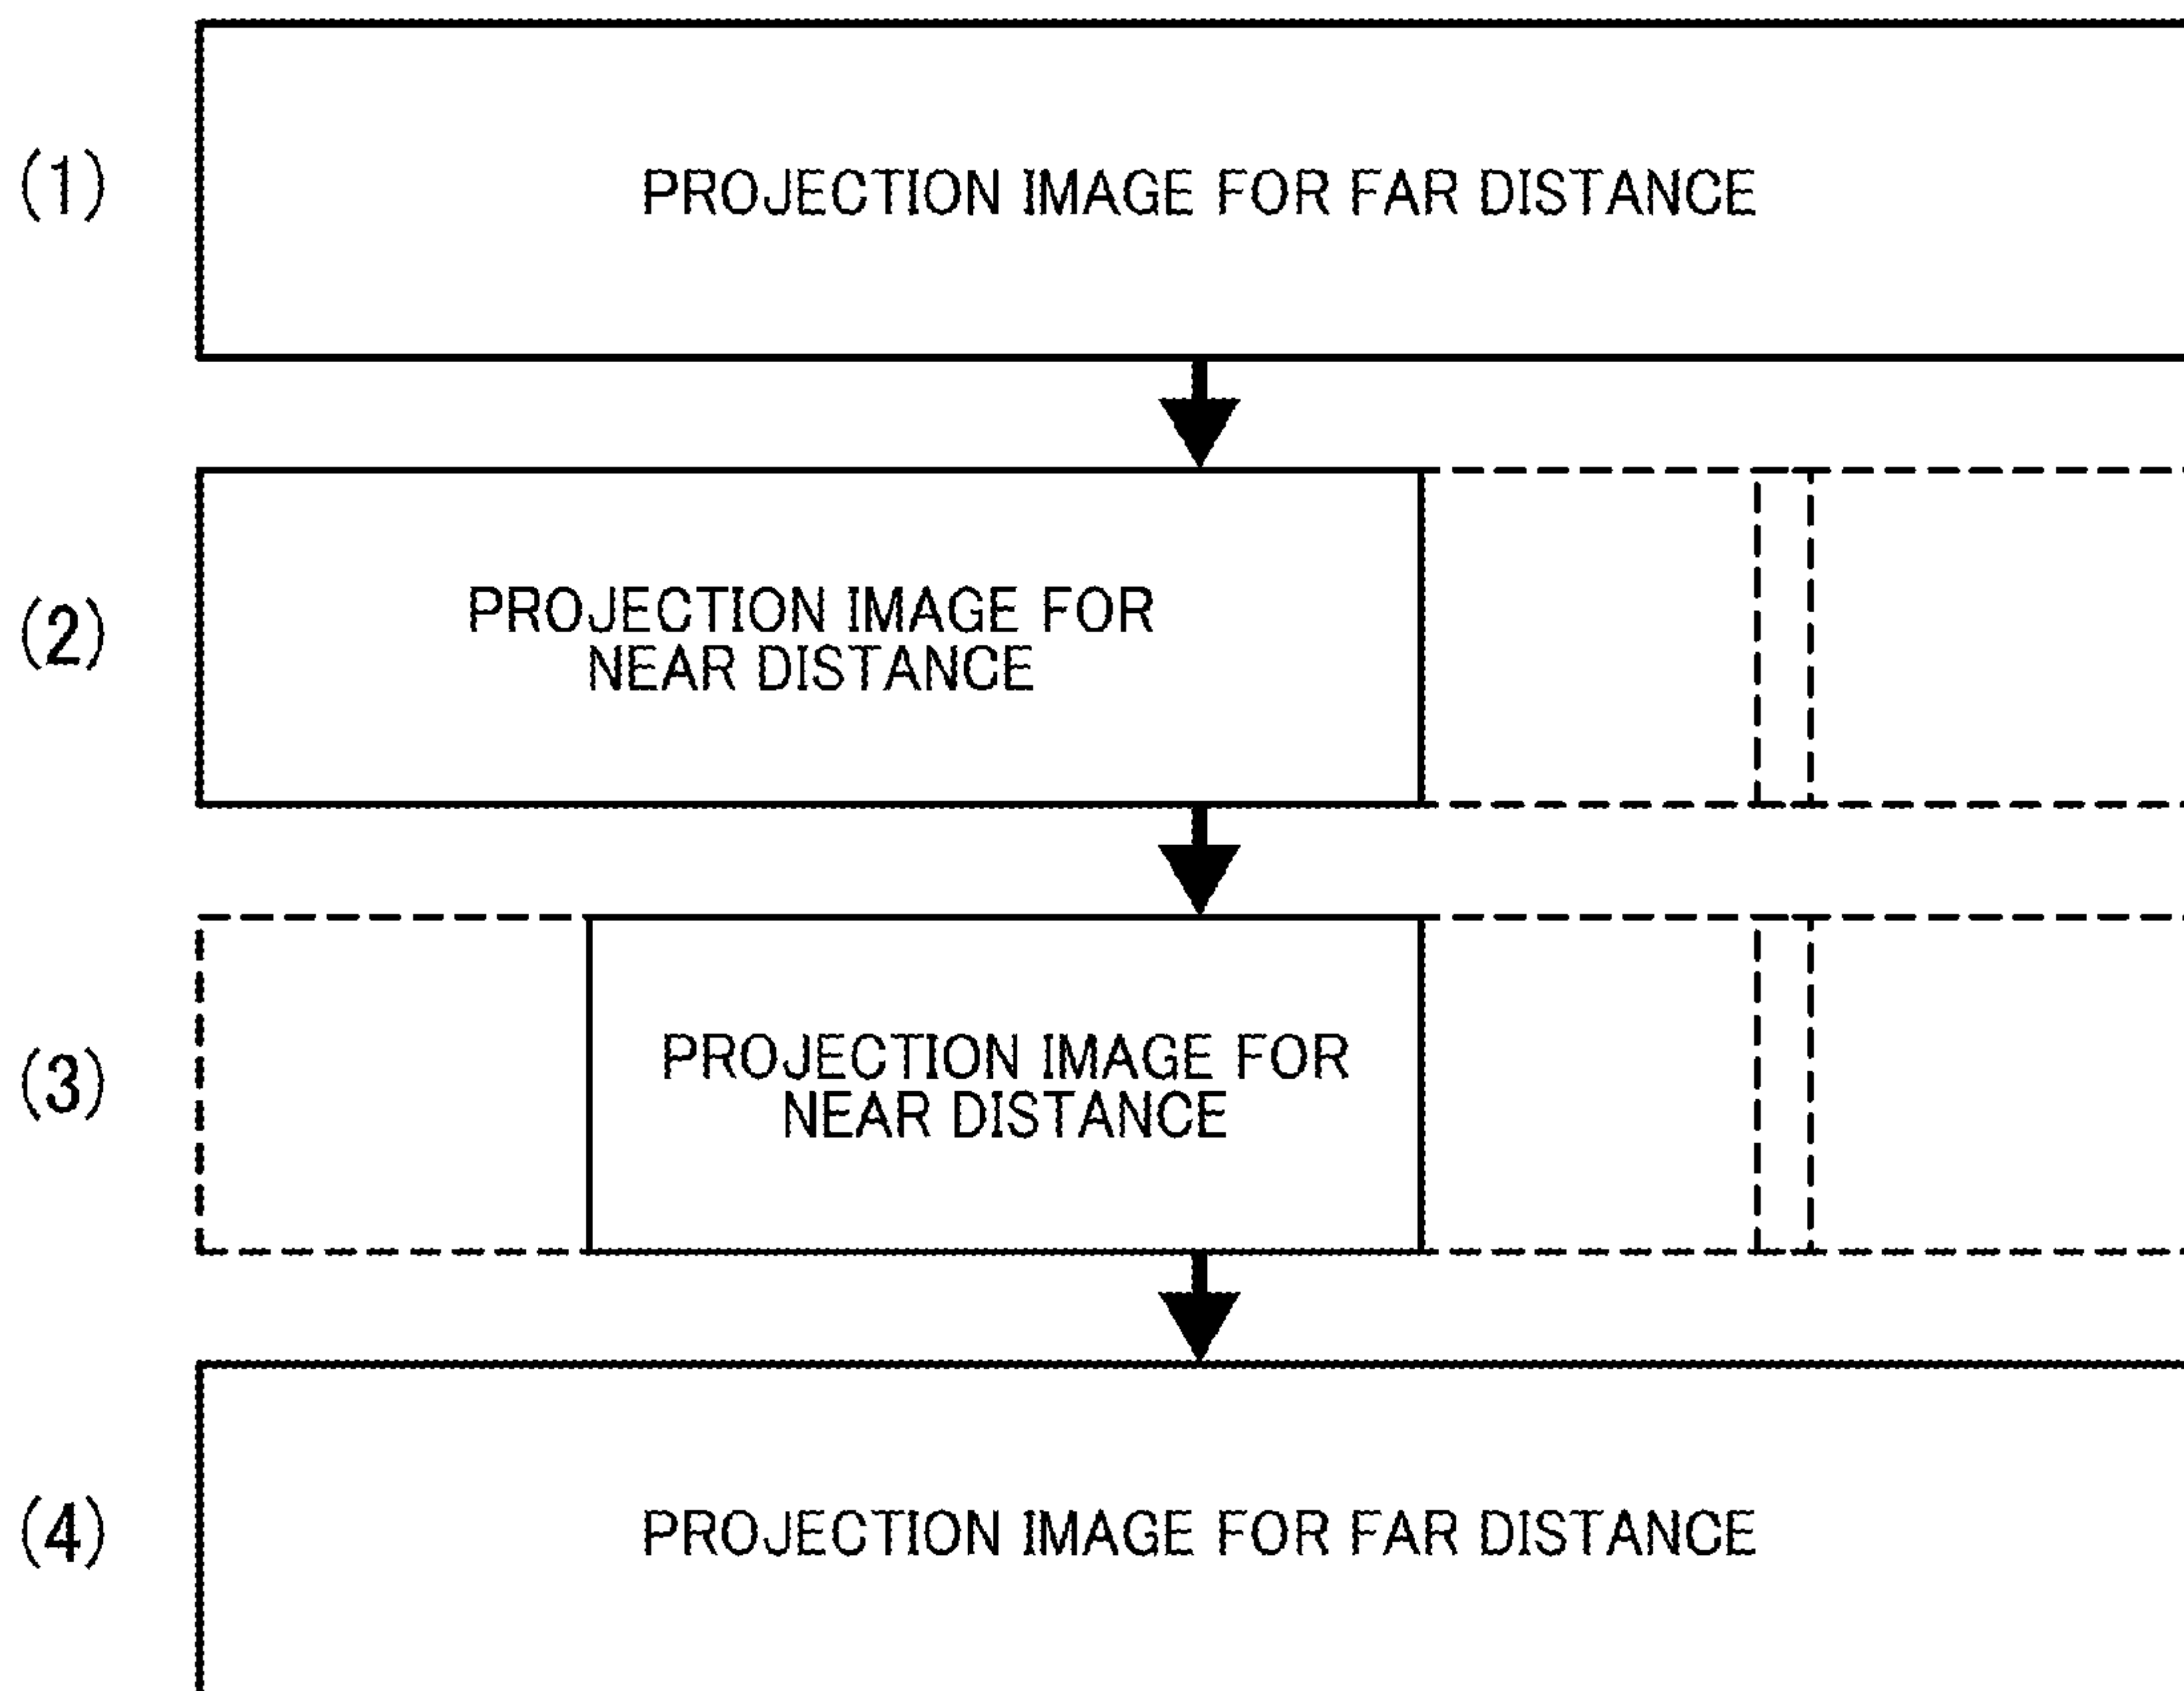 (1)
PROJECTION IMAGE FOR FAR DISTANCE
(2)
PROJECTION IMAGE FOR
NEAR DISTANCE
(3)
PROJECTION IMAGE FOR
NEAR DISTANCE
(4)
PROJECTION IMAGE FOR FAR DISTANCE